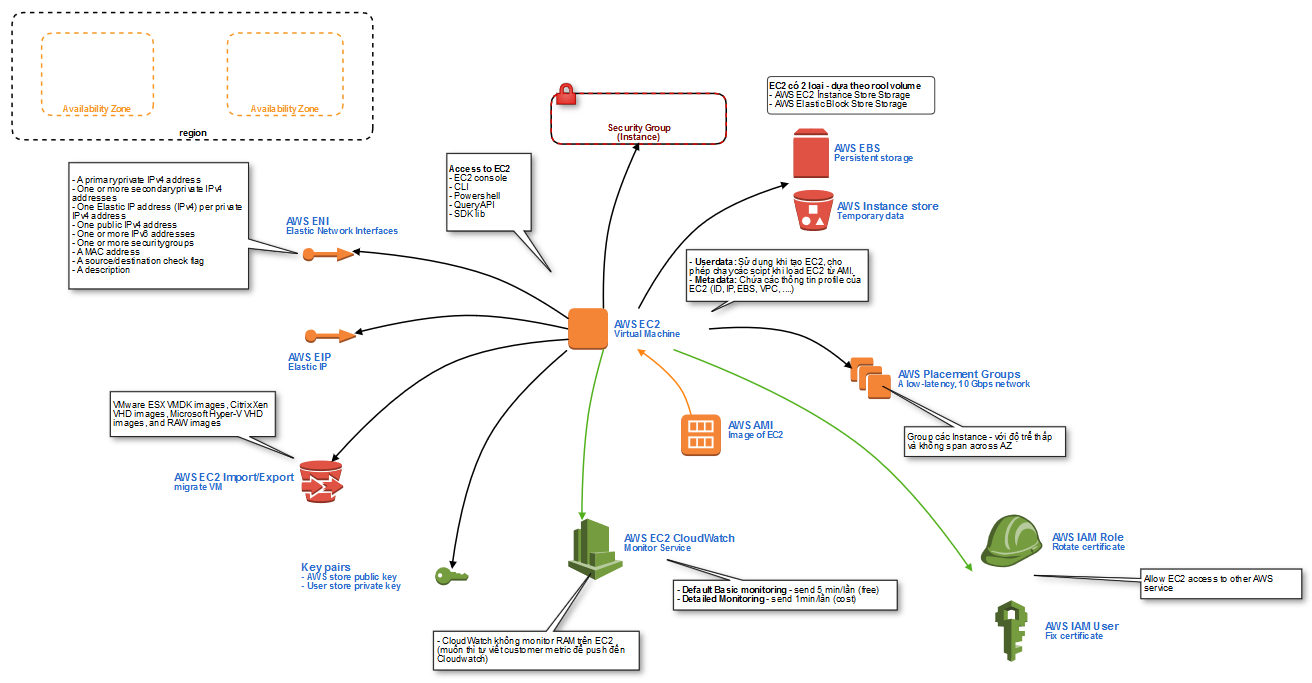 Availability Zone
Availability Zone
region
Security Group
(Instance)
EC2 có 2 loại - dựa theo rool volume
- AWS EC2 Instance Store Storage
- AWS Elastic Block Store Storage
AWS EBS
Persistent storage
AWS Instance store
Temporary data
- A primary private IPv4 address
- One or more secondary private IPv4
addresses
- One Elastic IP address (IPv4) per private
IPv4 address
- One public IPv4 address
- One or more IPv6 addresses
- One or more security groups
- A MAC address
- A source/destination check flag
- A description
AWS ENI
Elastic Network Interfaces
Access to EC2
- EC2 console
- CLI
- Powershell
- Query API
- SDK lib
- Userdata: Sử dụng khi tạo EC2, cho
phép chạy các scipt khi load EC2 từ AMI,
- Metadata: Chứa các thông tin profile của
EC2 (ID, IP, EBS, VPC, ...)
AWS EC2
Virtual Machine
AWS EIP
Elastic IP
AWS Placement Groups
A low-latency, 10 Gbps network
Group các Instance - với độ trễ thấp
và không span across AZ
VMware ESX VMDK images, Citrix Xen
VHD images, Microsoft Hyper-V VHD
images, and RAW images
AWS AMI
Image of EC2
AWS EC2 Import/Export
migrate VM
AWS EC2 CloudWatch
Monitor Service
AWS IAM Role
Rotate certificate
Key pairs
- AWS store public key
- User store private key
- Default Basic monitoring - send 5 min/lần (free)
- Detailed Monitoring - send 1min/lần (cost)
Allow EC2 access to other AWS
service
AWS IAM User
Fix certificate
- CloudWatch không monitor RAM trên EC2
(muốn thì tự viết customer metric để push đến
Cloudwatch)